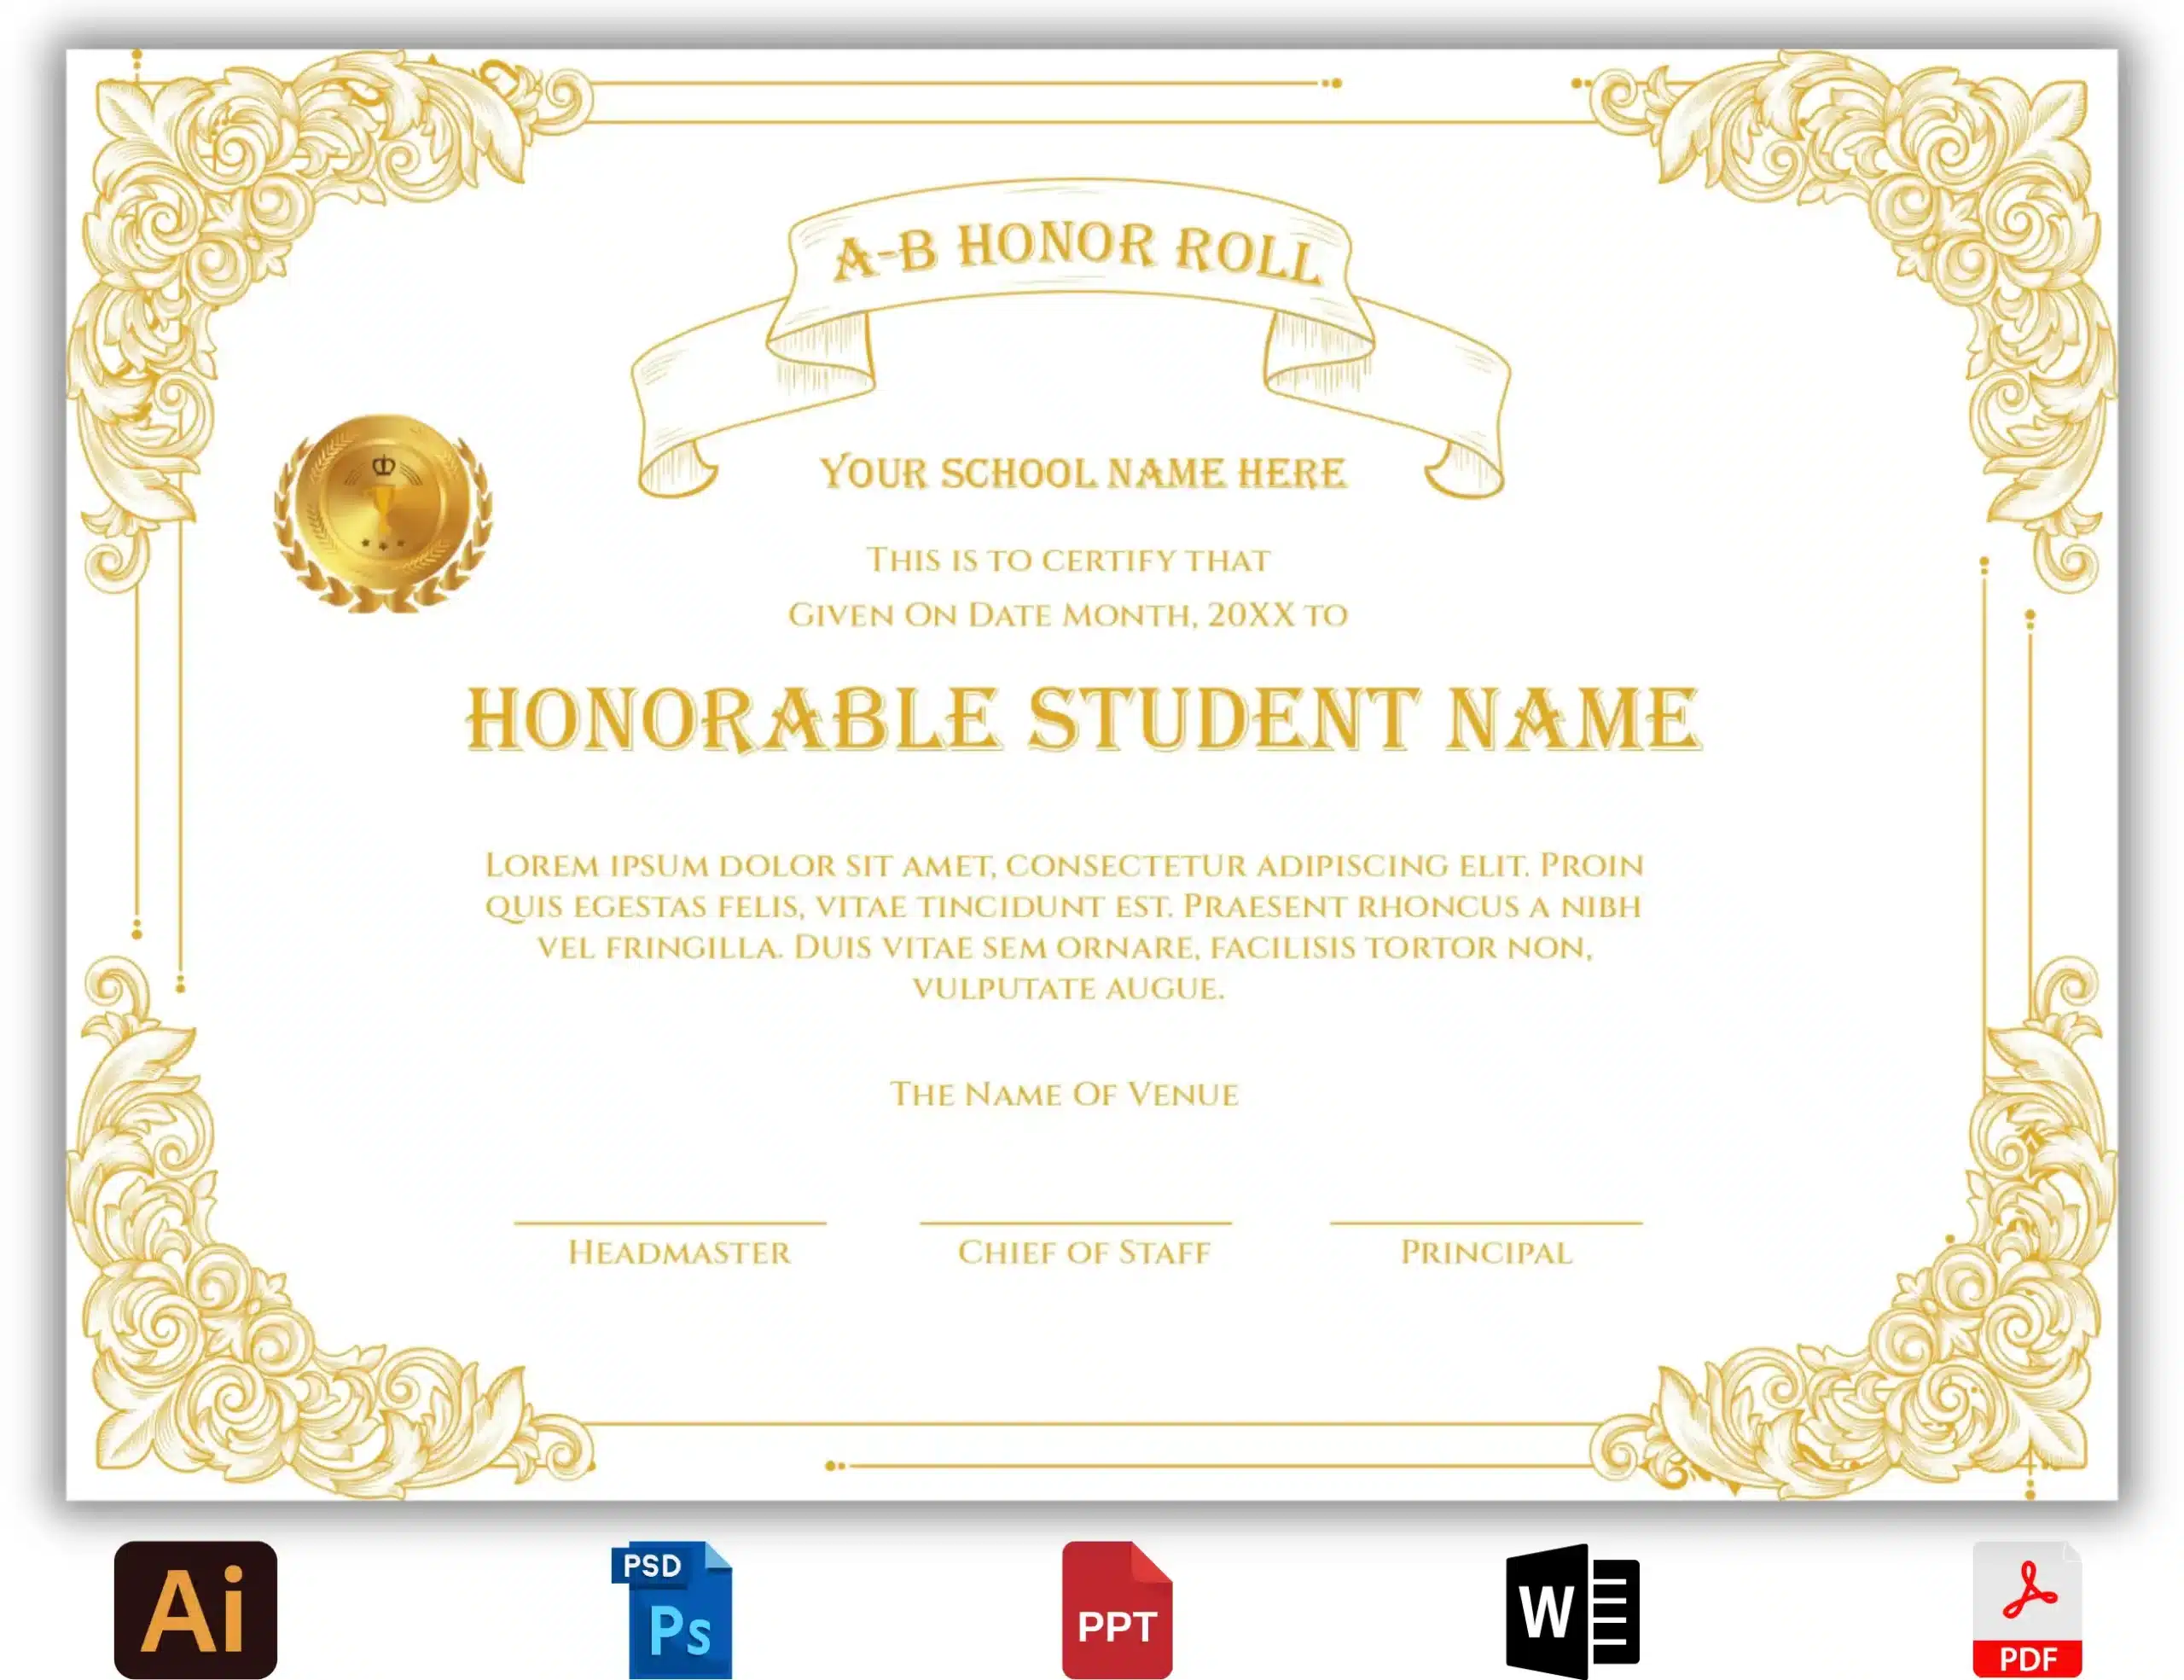 A-B HONOR ROLL
YOUR SCHOOL NAME HERE
THIS IS TO CERTIFY THAT
GIVEN ON DATE MONTH, 20XX TO
HONORABLE STUDENT NAME
LOREM IPSUM DOLOR SIT AMET, CONSECTETUR ADIPISCING ELIT. PROIN
QUIS EGESTAS FELIS, VITAE TINCIDUNT EST. PRAESENT RHONCUS A NIBH
VEL FRINGILLA. DUIS VITAE SEM ORNARE, FACILISIS TORTOR NON,
VULPUTATE AUGUE.
THE NAME OF VENUE
HEADMASTER
CHIEF OF STAFF
PRINCIPAL
Ai
PSD
Ps
PPT
W
PDF